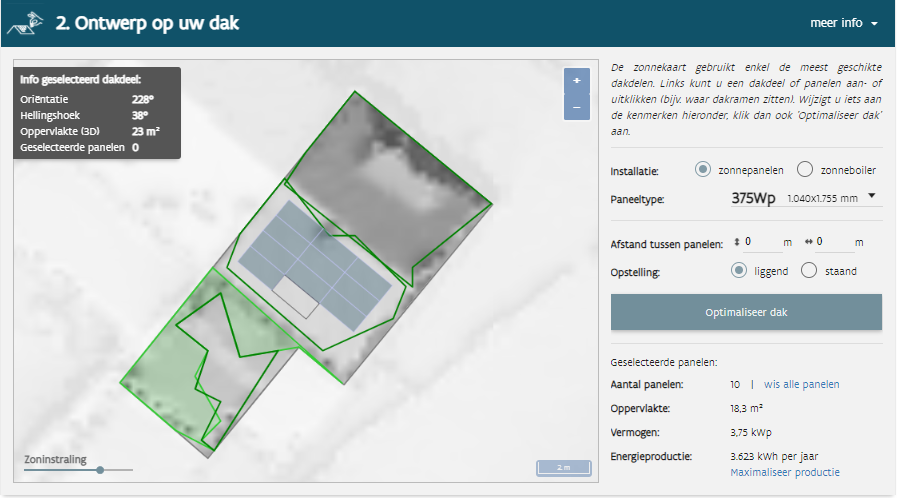 2. Ontwerp op uw dak
meer info
Info geselecteerd dakdeel:
Oriëntatie 228°
Hellingshoek 38°
Oppervlakte (3D) 23 m²
Geselecteerde panelen 0
+
−
Zoninstraling
2 m
De zonnekaart gebruikt enkel de meest geschikte
dakdelen. Links kunt u een dakdeel of panelen aan- of
uitklikken (bijv. waar dakramen zitten). Wijzigt u iets aan
de kenmerken hieronder, klik dan ook 'Optimaliseer dak'
aan.
Installatie: zonnepanelen zonneboiler
Paneeltype: 375Wp 1.040x1.755 mm
Afstand tussen panelen: 0 m 0 m
Opstelling: liggend staand
Optimaliseer dak
Geselecteerde panelen:
Aantal panelen: 10 | wis alle panelen
Oppervlakte: 18,3 m²
Vermogen: 3,75 kWp
Energieproductie: 3.623 kWh per jaar
Maximaliseer productie